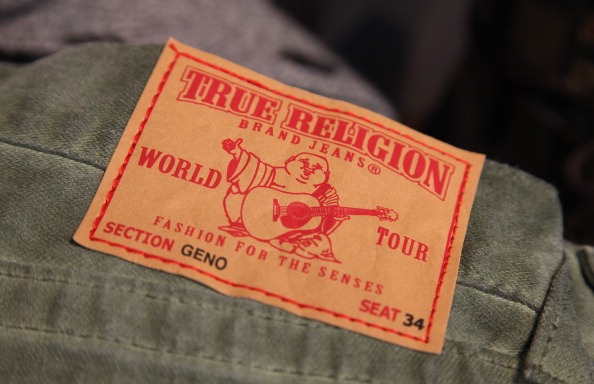 TRUE RELIGION
BRAND JEANS®
WORLD TOUR
FASHION FOR THE SENSES
SECTION GENO
SEAT 34